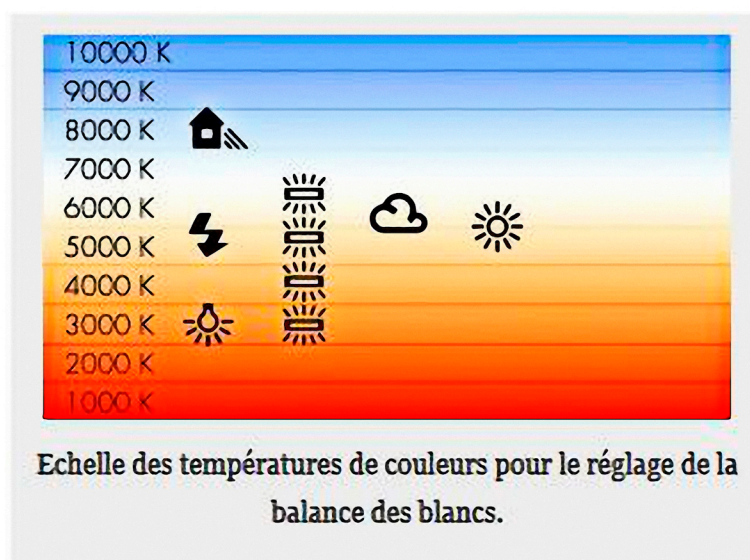 10000 K
9000 K
8000 K
7000 K
6000 K
5000 K
4000 K
3000 K
2000 K
1000 K
Echelle des températures de couleurs pour le réglage de la
balance des blancs.